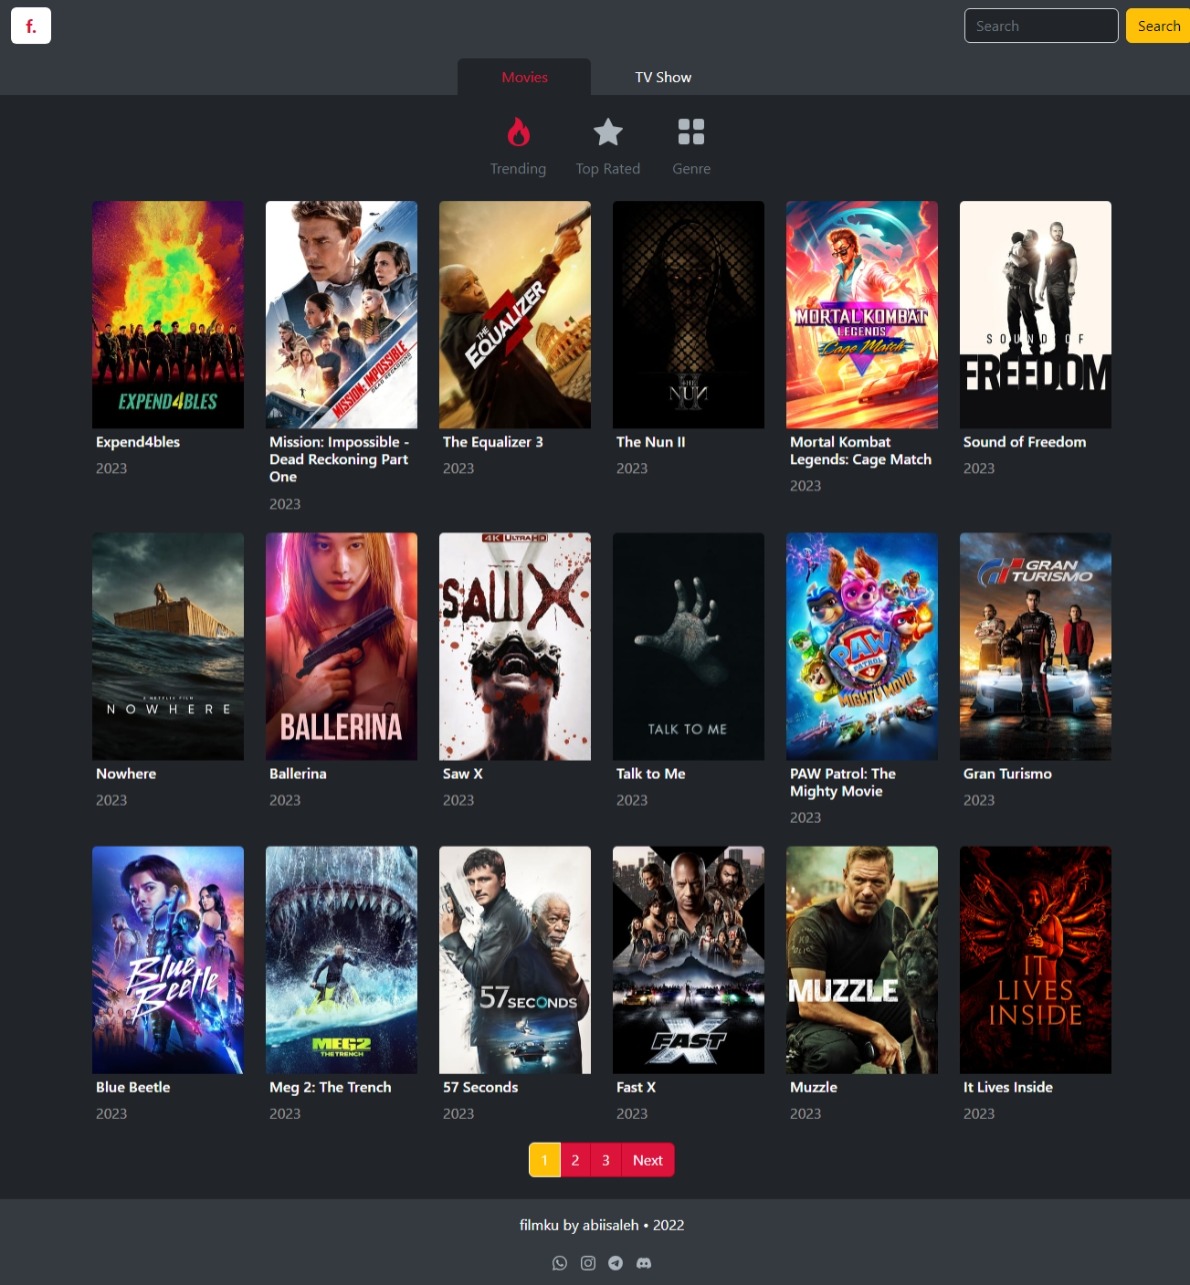 f.
Search
Search
Movies
TV Show
Trending
Top Rated
Genre
EXPEND4BLES
MISSION: IMPOSSIBLE
DEAD RECKONING
THE
EQUALIZER
3
THE
NUN
II
MORTAL KOMBAT
LEGENDS
Cage Match
SOUND OF
FREEDOM
Expend4bles
2023
Mission: Impossible -
Dead Reckoning Part
One
2023
The Equalizer 3
2023
The Nun II
2023
Mortal Kombat
Legends: Cage Match
2023
Sound of Freedom
2023
A NETFLIX FILM
NOWHERE
BALLERINA
4K ULTRA HD
SAW X
TALK TO ME
PAW
PATROL
THE
MIGHTY MOVIE
GRAN
TURISMO
Nowhere
2023
Ballerina
2023
Saw X
2023
Talk to Me
2023
PAW Patrol: The
Mighty Movie
2023
Gran Turismo
2023
Blue
Beetle
MEG2
THE TRENCH
57 SECONDS
FAST X
MUZZLE
IT
LIVES
INSIDE
Blue Beetle
2023
Meg 2: The Trench
2023
57 Seconds
2023
Fast X
2023
Muzzle
2023
It Lives Inside
2023
1 2 3 Next
filmku by abiisaleh • 2022